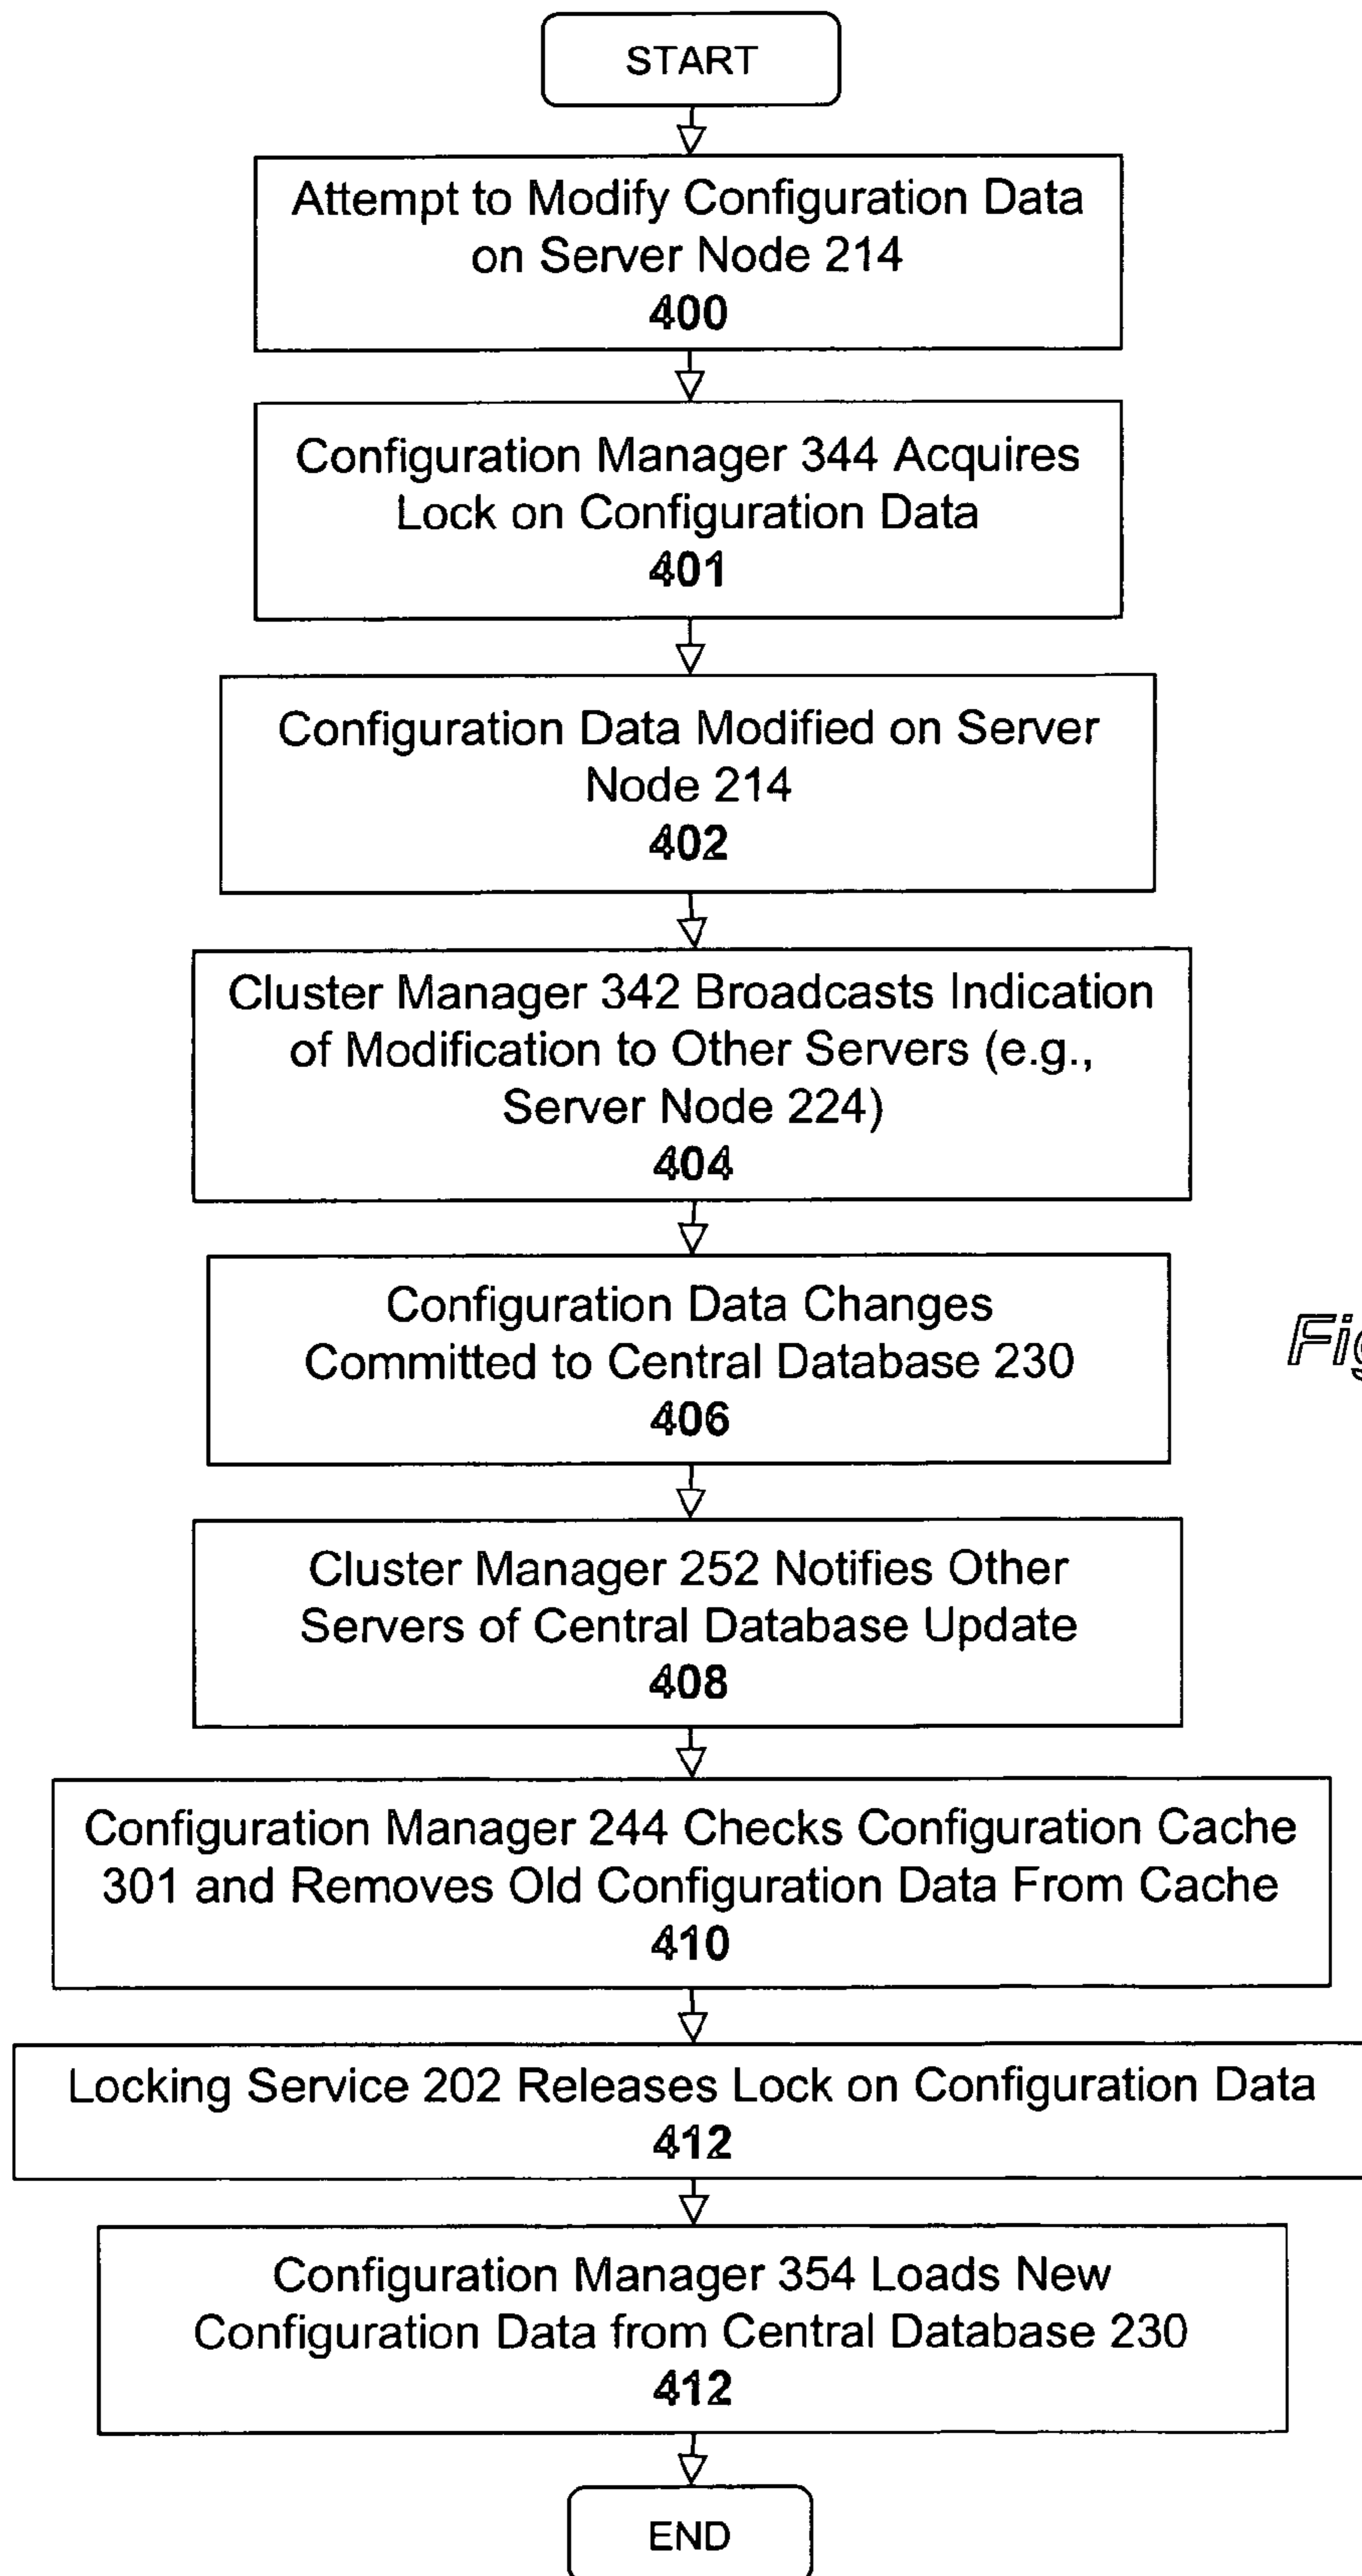 START
Attempt to Modify Configuration Data
on Server Node 214
400
Configuration Manager 344 Acquires
Lock on Configuration Data
401
Configuration Data Modified on Server
Node 214
402
Cluster Manager 342 Broadcasts Indication
of Modification to Other Servers (e.g.,
Server Node 224)
404
Configuration Data Changes
Committed to Central Database 230
406
Cluster Manager 252 Notifies Other
Servers of Central Database Update
408
Configuration Manager 244 Checks Configuration Cache
301 and Removes Old Configuration Data From Cache
410
Locking Service 202 Releases Lock on Configuration Data
412
Configuration Manager 354 Loads New
Configuration Data from Central Database 230
412
END